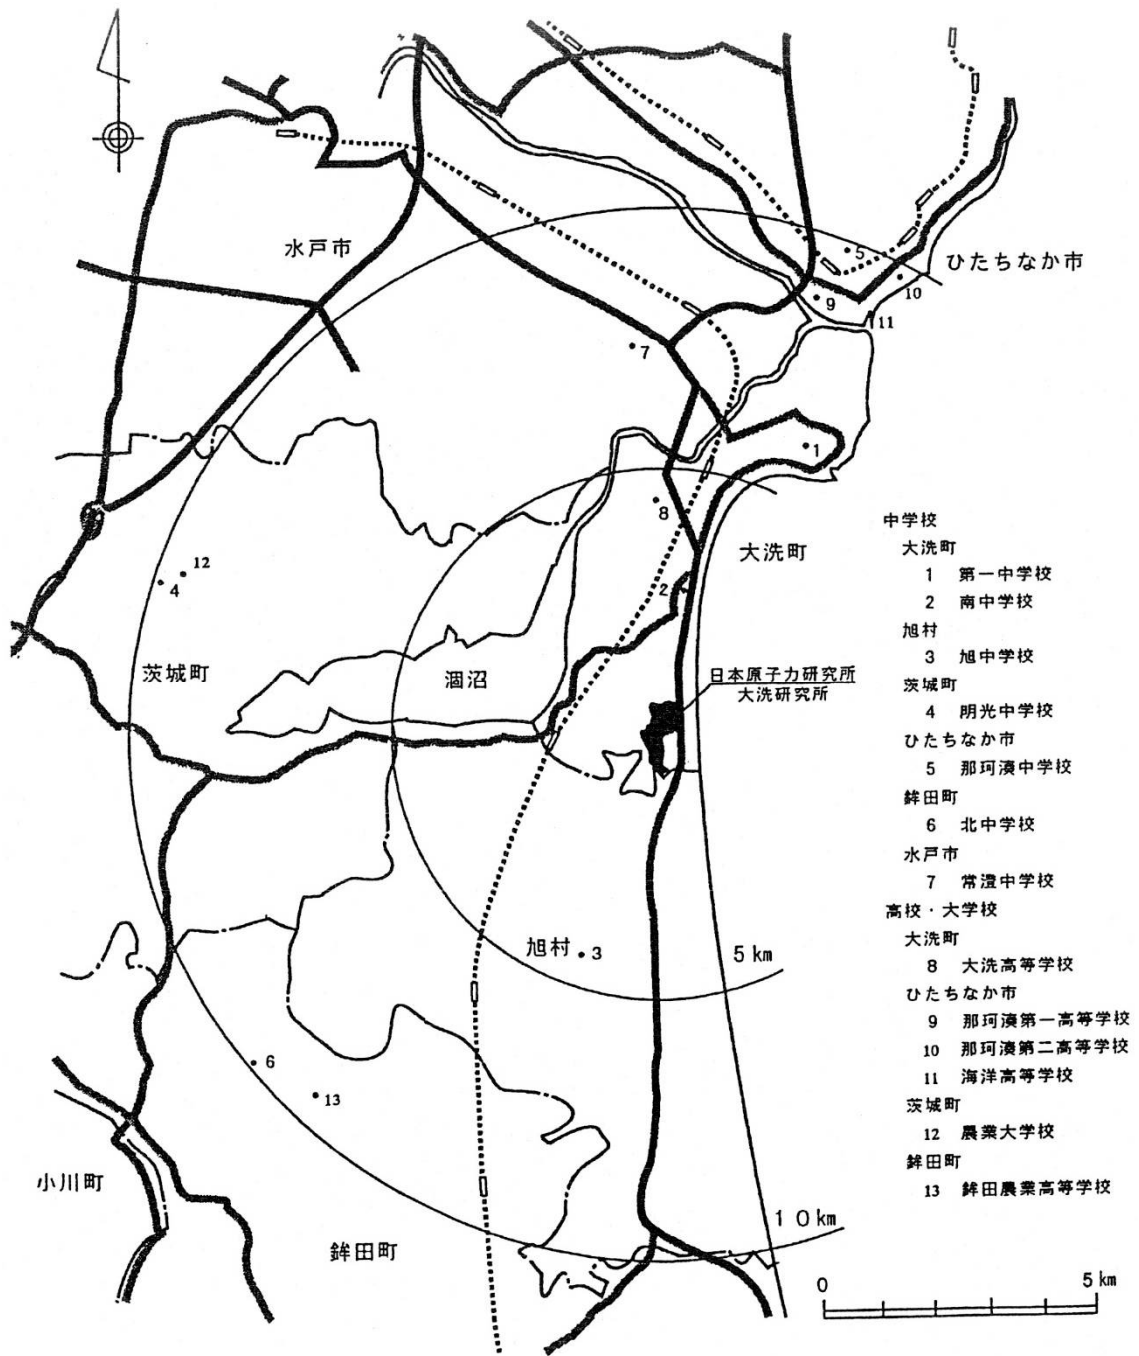 水戸市
ひたちなか市
5
10
9
11
7
1
8
大洗町
12
4
2
茨城町
涸沼
日本原子力研究所
大洗研究所
旭村
3
5km
6
13
小川町
鉾田町
10km
中学校
大洗町
1 第一中学校
2 南中学校
旭村
3 旭中学校
茨城町
4 明光中学校
ひたちなか市
5 那珂湊中学校
鉾田町
6 北中学校
水戸市
7 常澄中学校
高校・大学校
大洗町
8 大洗高等学校
ひたちなか市
9 那珂湊第一高等学校
10 那珂湊第二高等学校
11 海洋高等学校
茨城町
12 農業大学校
鉾田町
13 鉾田農業高等学校
0 5km